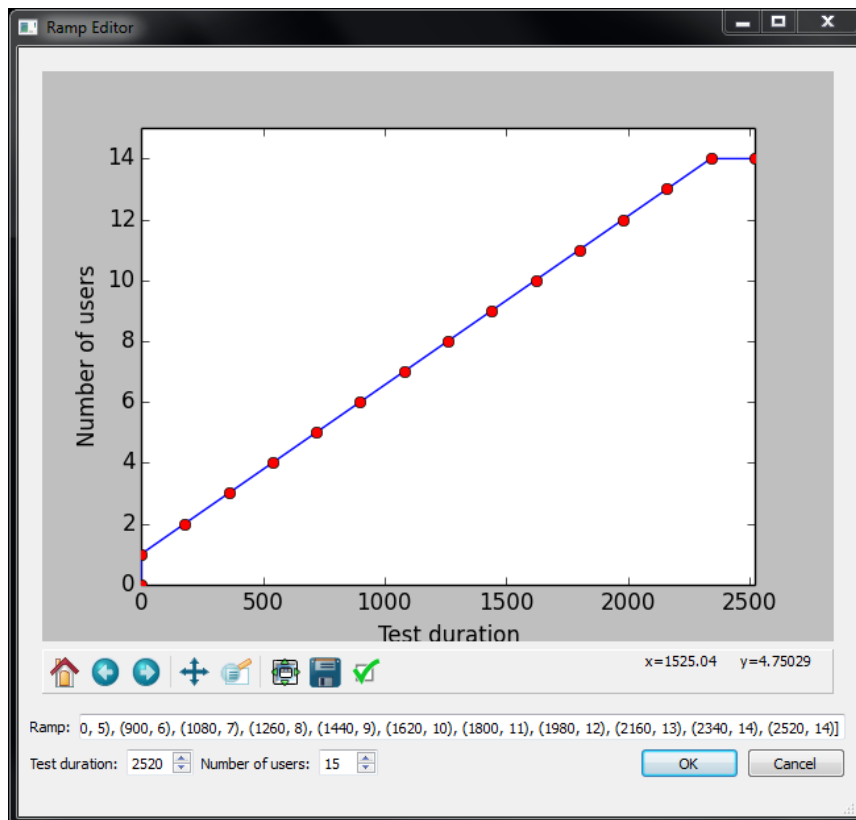 Ramp Editor
14
12
10
8
6
4
2
0
Number of users
0 500 1000 1500 2000 2500
Test duration
x=1525.04 y=4.75029
Ramp: 0, 5), (900, 6), (1080, 7), (1260, 8), (1440, 9), (1620, 10), (1800, 11), (1980, 12), (2160, 13), (2340, 14), (2520, 14)]
Test duration: 2520 Number of users: 15 OK Cancel